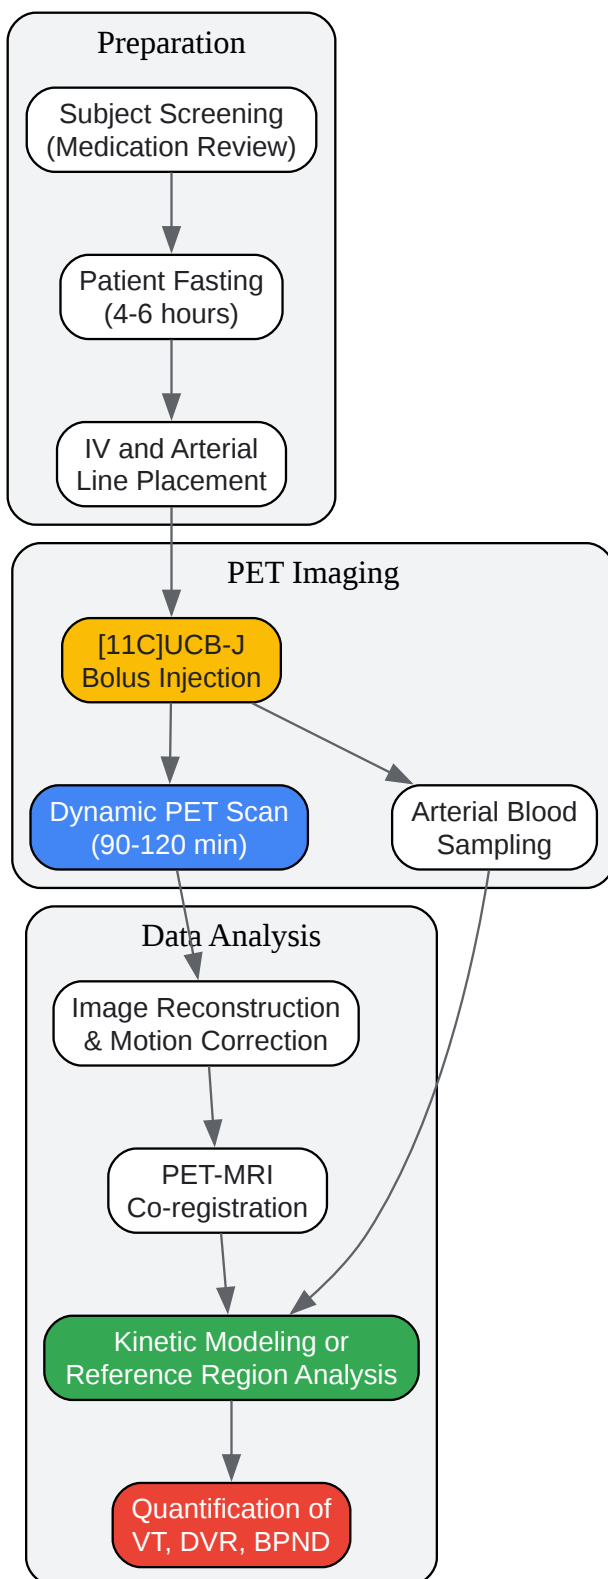 Preparation
Subject Screening
(Medication Review)
Patient Fasting
(4-6 hours)
IV and Arterial
Line Placement
PET Imaging
[11C]UCB-J
Bolus Injection
Dynamic PET Scan
(90-120 min)
Arterial Blood
Sampling
Data Analysis
Image Reconstruction
& Motion Correction
PET-MRI
Co-registration
Kinetic Modeling or
Reference Region Analysis
Quantification of
VT, DVR, BPND